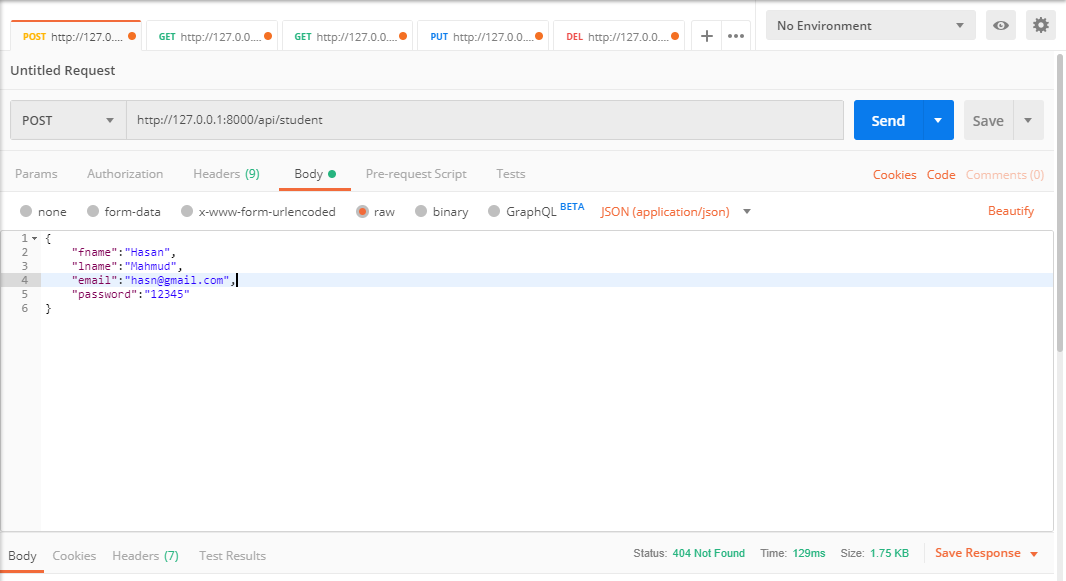 POST http://127.0.... GET http://127.0.0.... GET http://127.0.0.... PUT http://127.0.0.... DEL http://127.0.0.... + ••• No Environment
Untitled Request
POST http://127.0.0.1:8000/api/student Send Save
Params Authorization Headers (9) Body Pre-request Script Tests Cookies Code Comments (0)
none form-data x-www-form-urlencoded raw binary GraphQL BETA JSON (application/json) Beautify
1 {
2 "fname":"Hasan",
3 "lname":"Mahmud",
4 "email":"hasn@gmail.com",
5 "password":"12345"
6 }
Body Cookies Headers (7) Test Results Status: 404 Not Found Time: 129ms Size: 1.75 KB Save Response